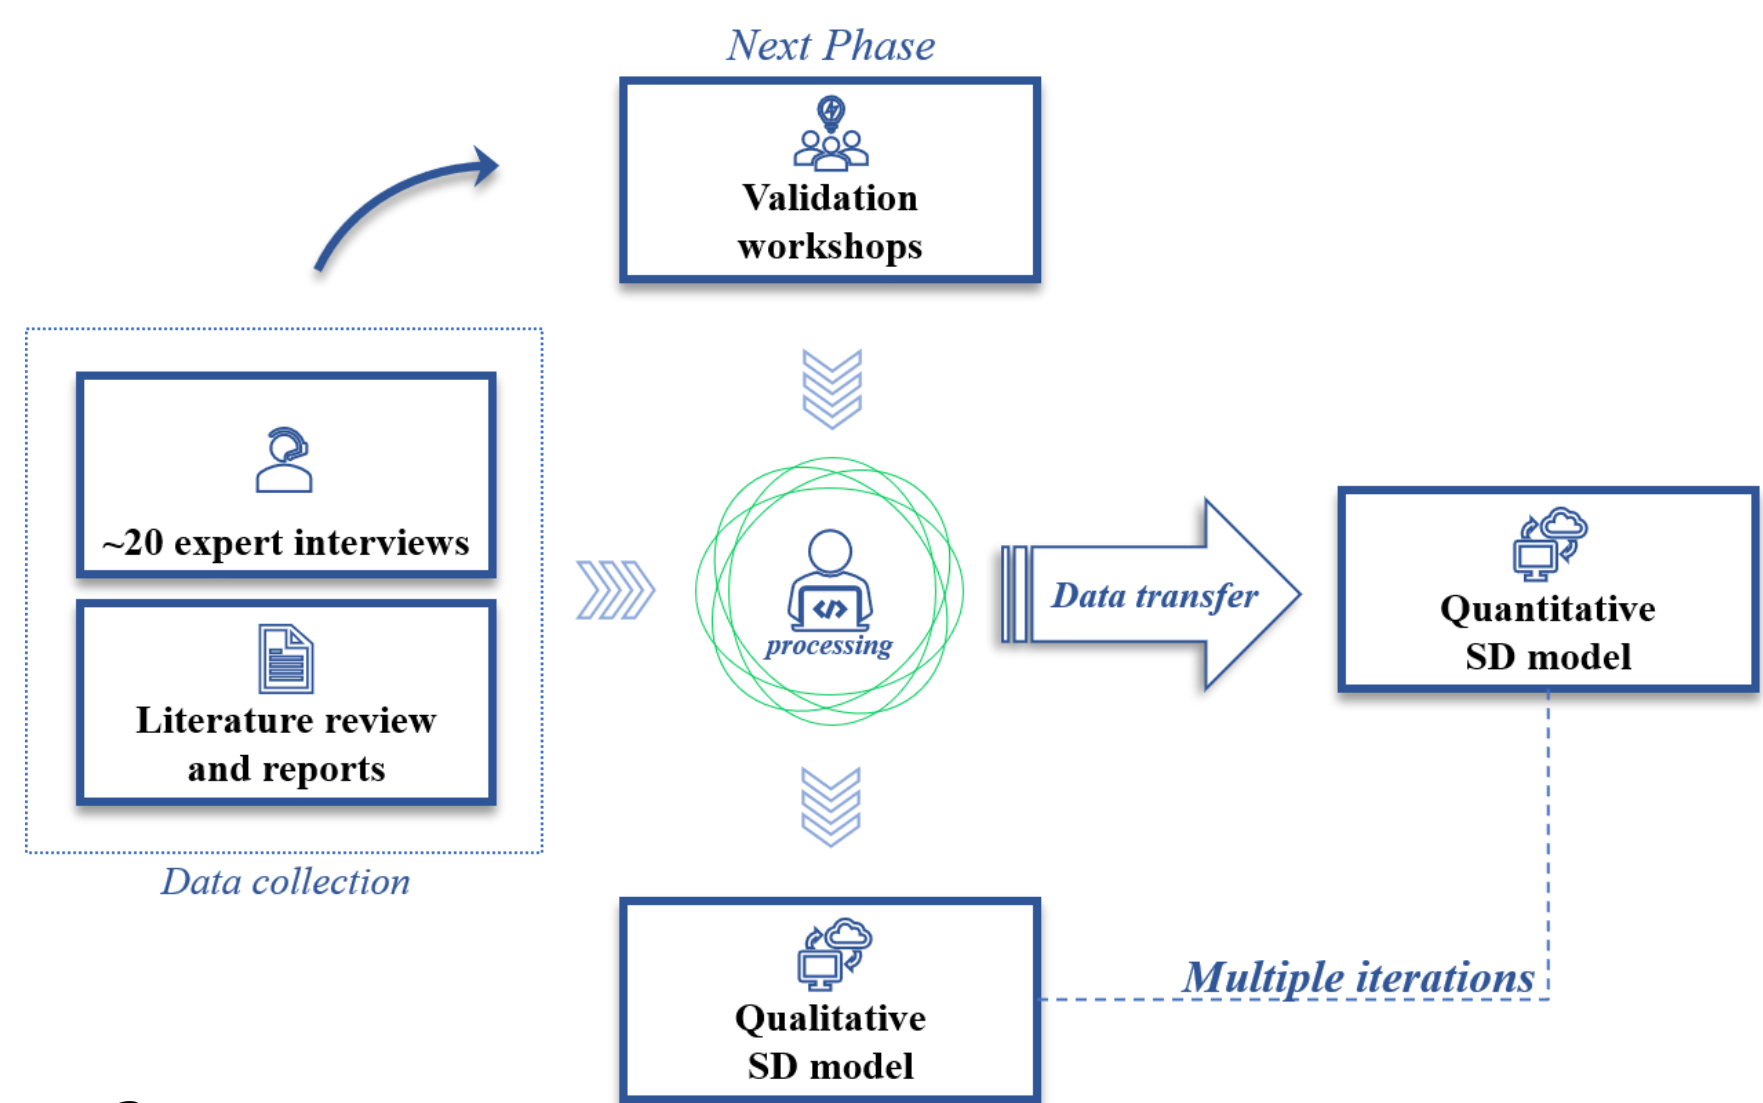 Next Phase
Validation
workshops
~20 expert interviews
Literature review
and reports
Data collection
</>
processing
Data transfer
Quantitative
SD model
Multiple iterations
Qualitative
SD model